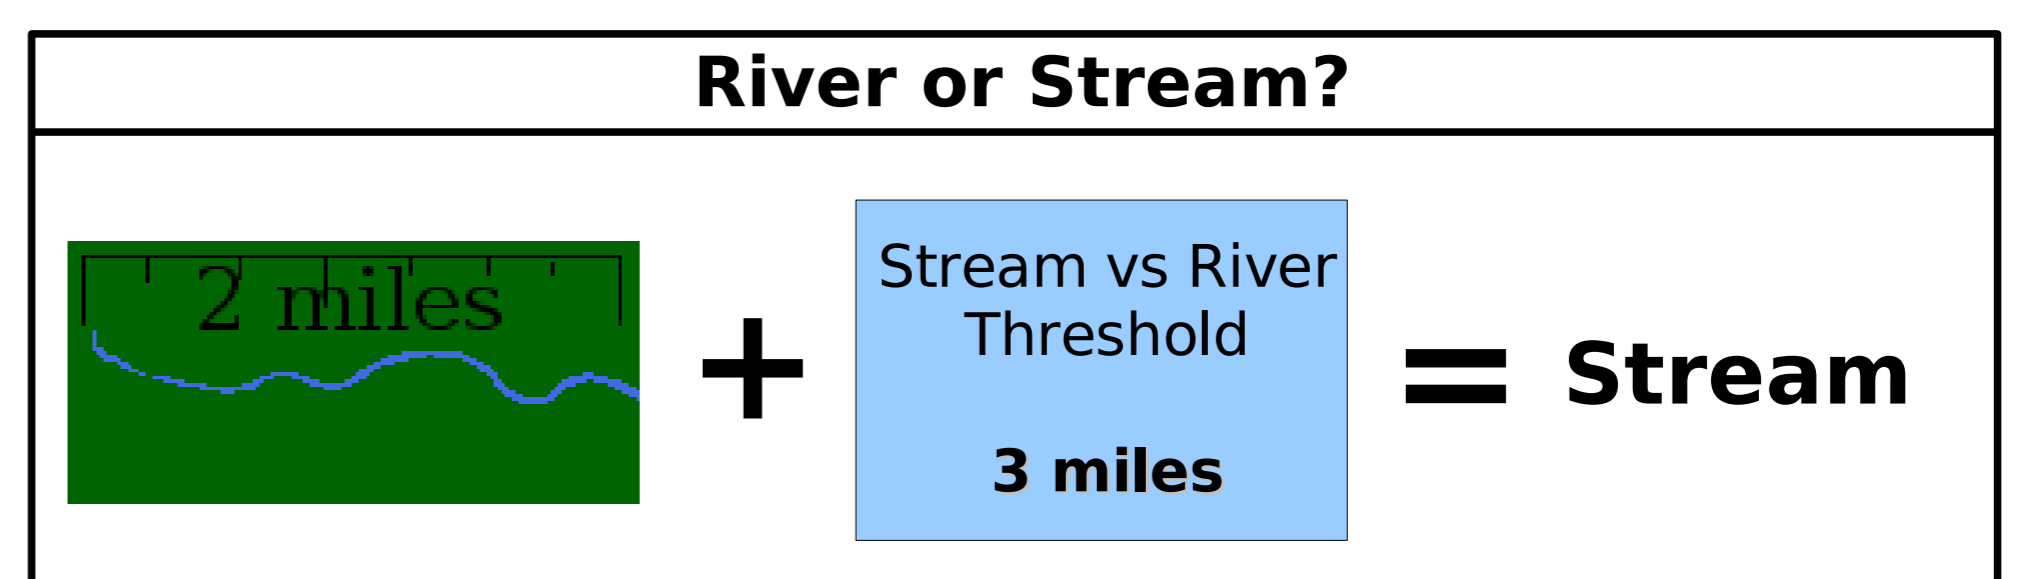 River or Stream?
2 miles
+
Stream vs River
Threshold
3 miles
=
Stream